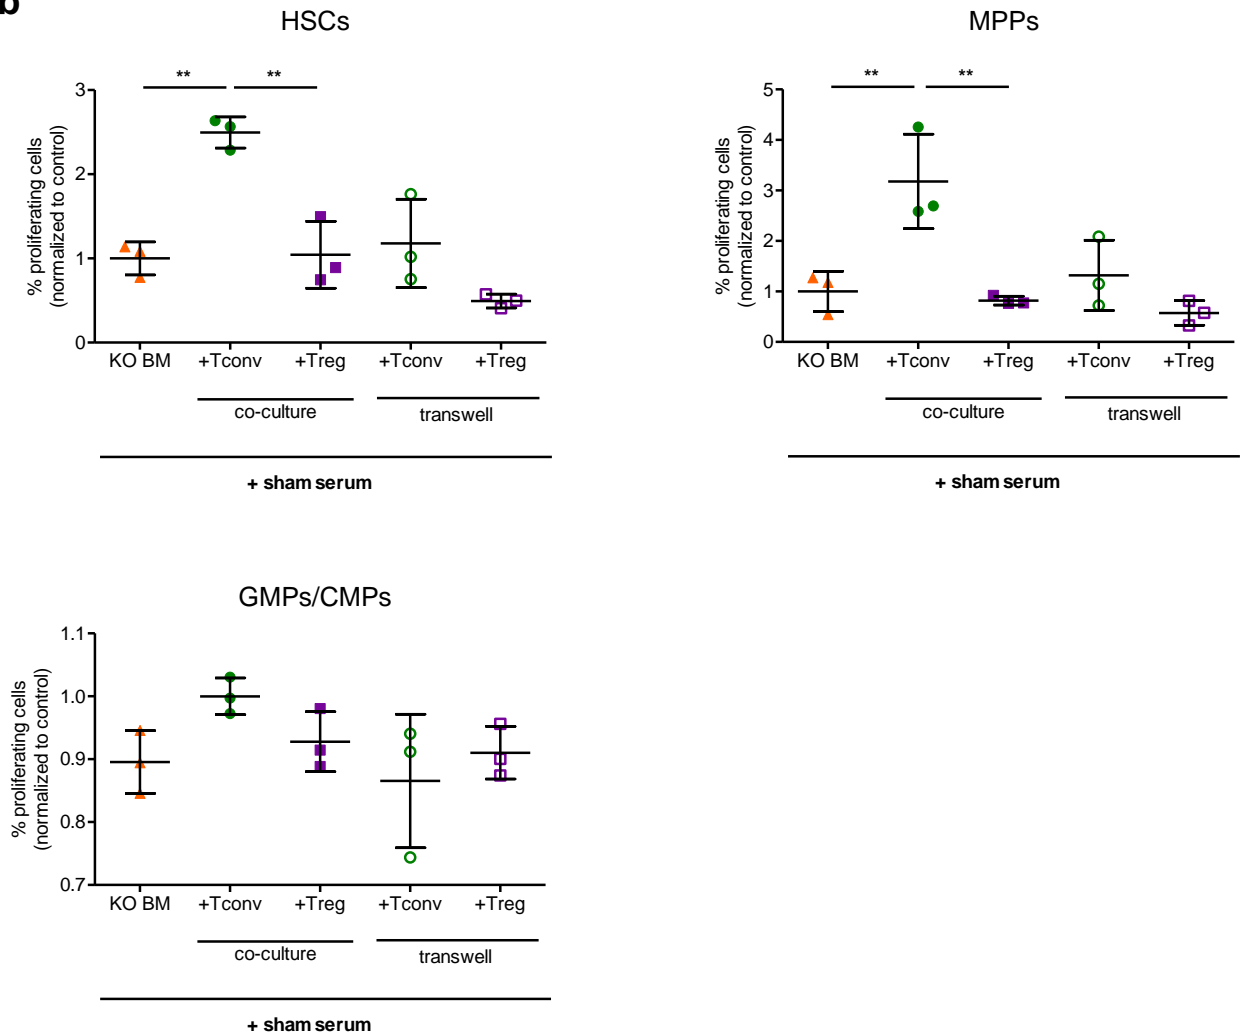 b
HSCs
** **
% proliferating cells
(normalized to control)
3
2
1
0
KO BM +Tconv +Treg +Tconv +Treg
co-culture transwell
+ sham serum
MPPs
** **
% proliferating cells
(normalized to control)
5
4
3
2
1
0
KO BM +Tconv +Treg +Tconv +Treg
co-culture transwell
+ sham serum
GMPs/CMPs
% proliferating cells
(normalized to control)
1.1
1.0
0.9
0.8
0.7
KO BM +Tconv +Treg +Tconv +Treg
co-culture transwell
+ sham serum